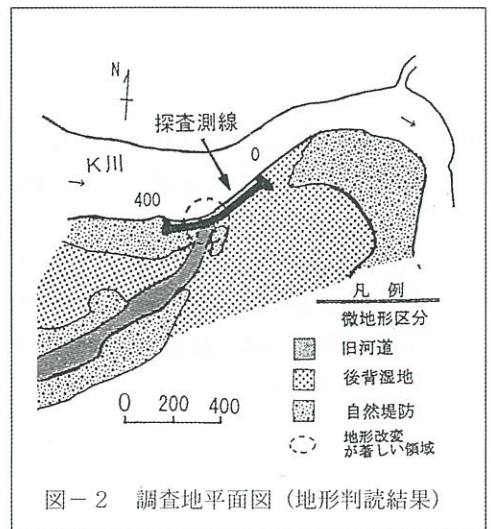 N
探査測線
K川
0
400
凡 例
微地形区分
旧河道
後背湿地
自然堤防
地形改変
が著しい領域
0 200 400
図-2 調査地平面図(地形判読結果)